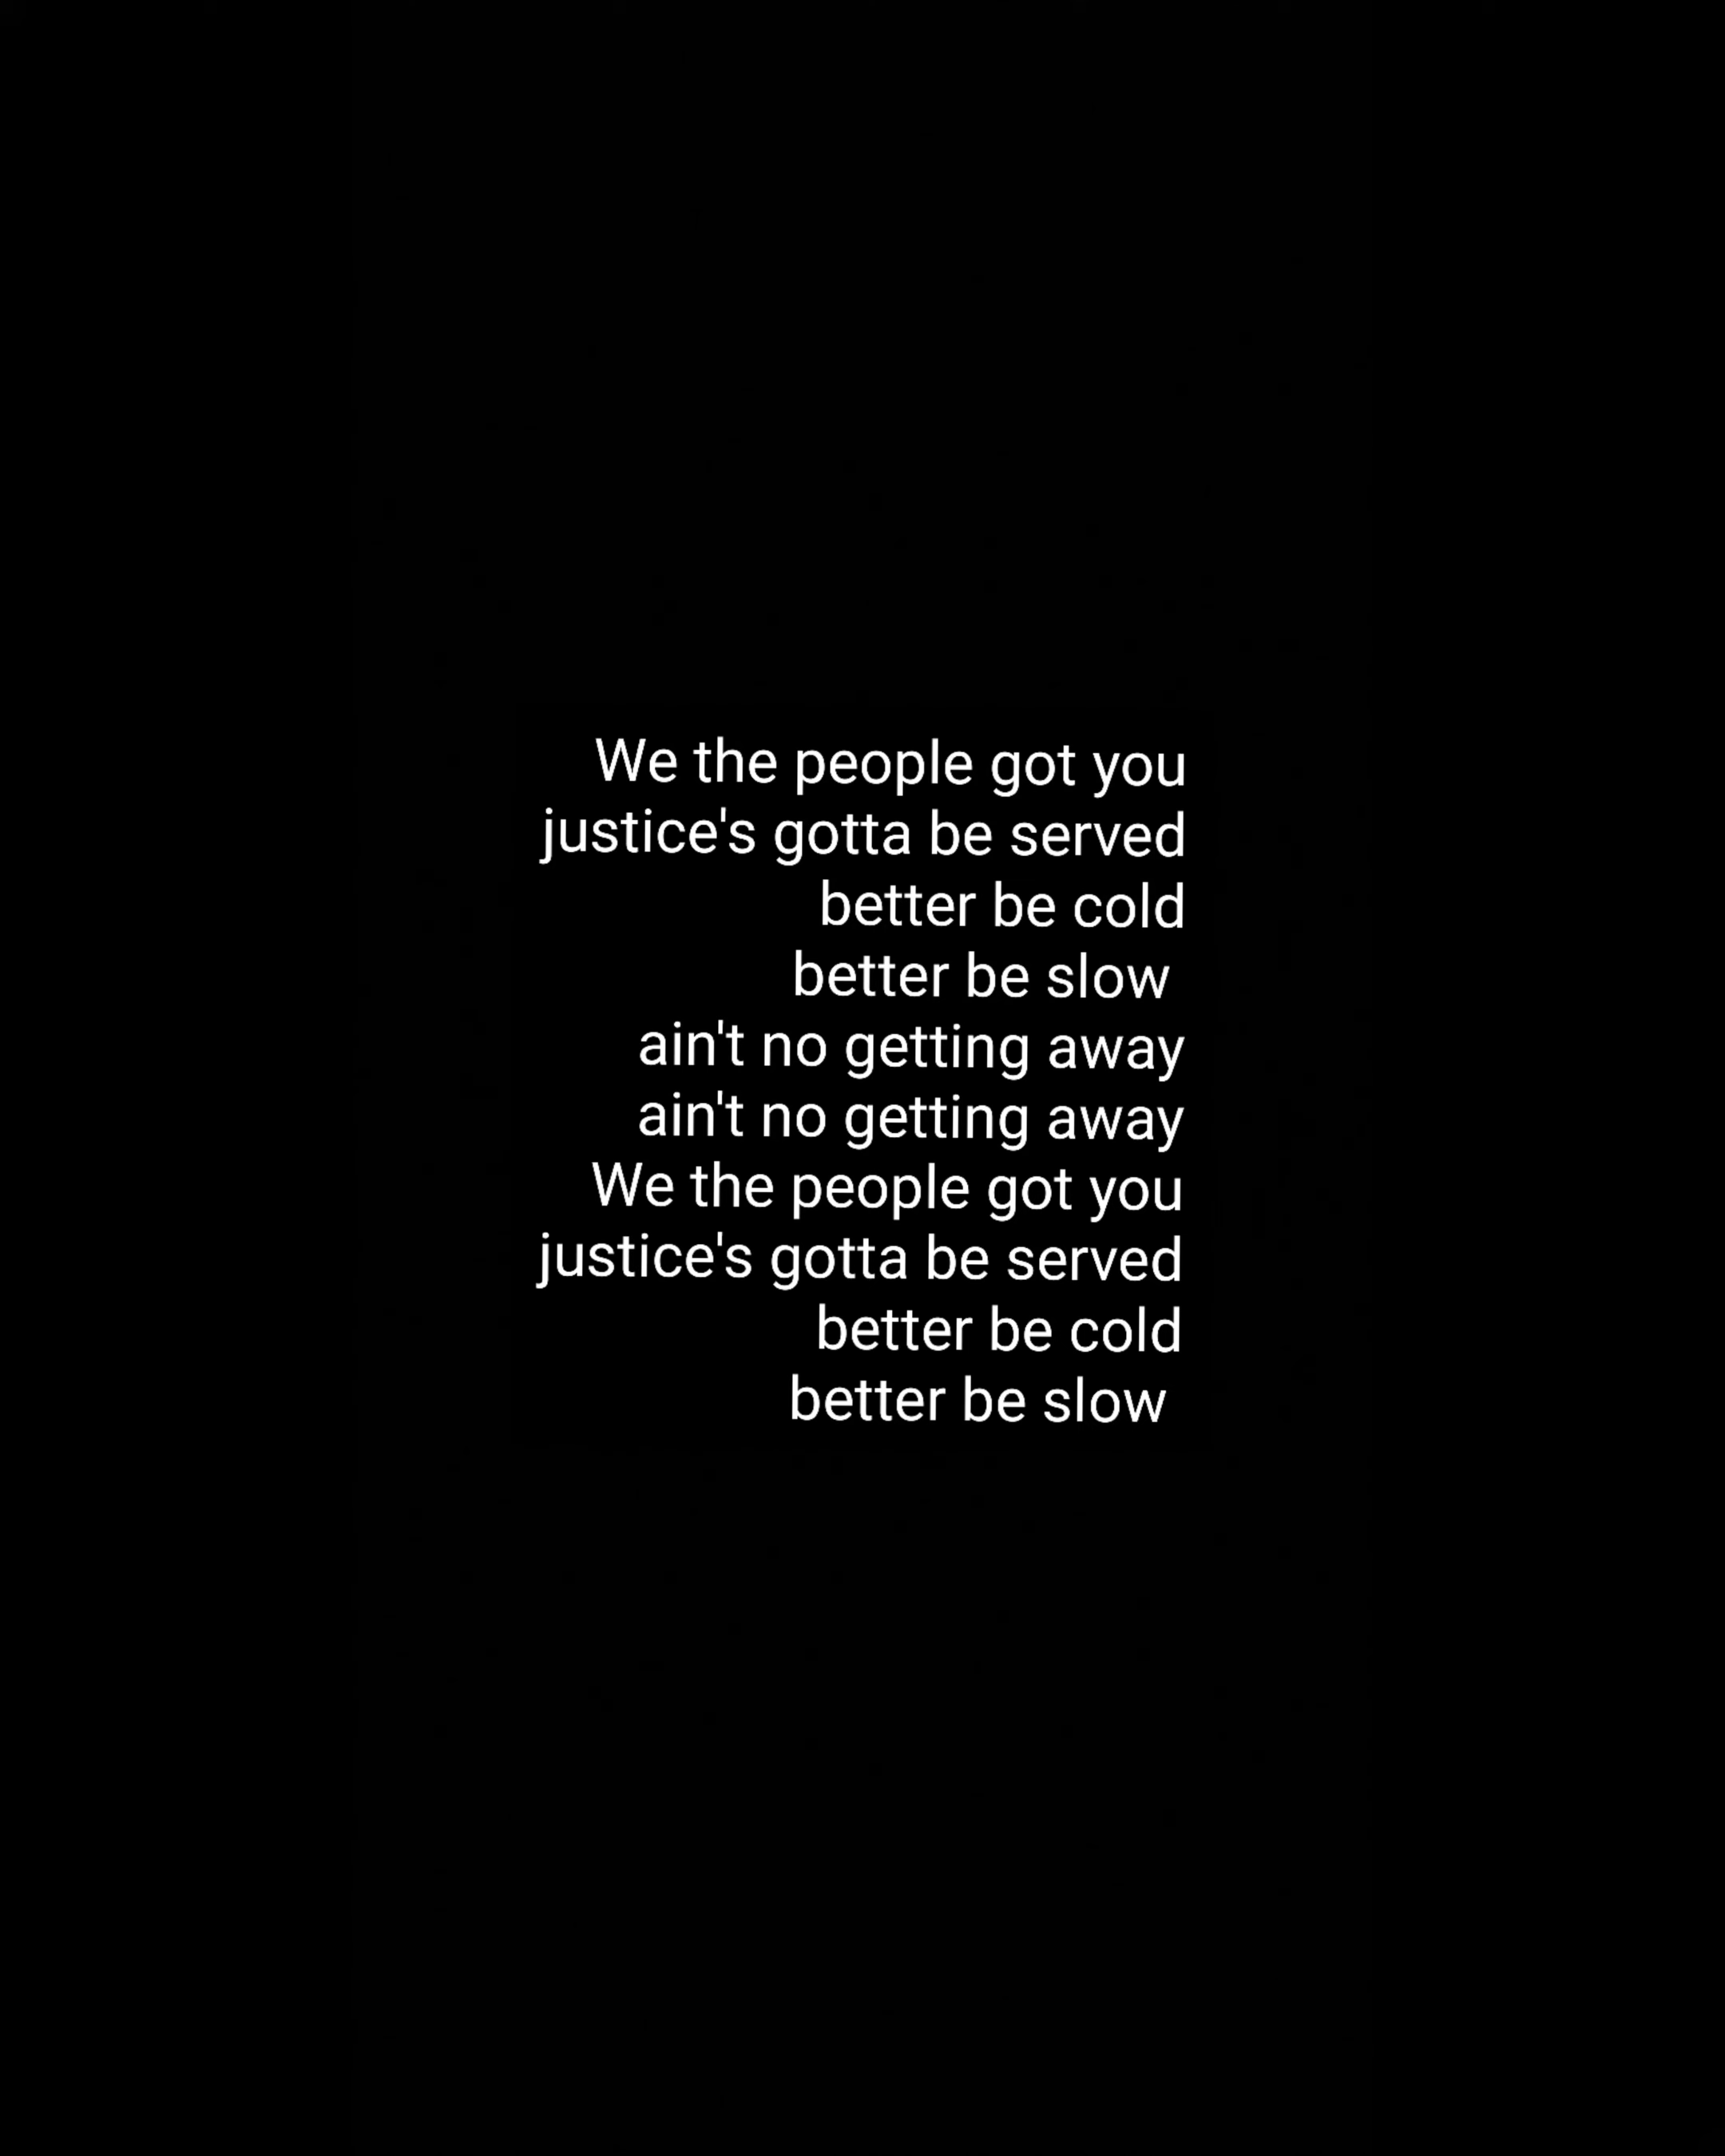 We the people got you
justice's gotta be served
better be cold
better be slow
ain't no getting away
ain't no getting away
We the people got you
justice's gotta be served
better be cold
better be slow